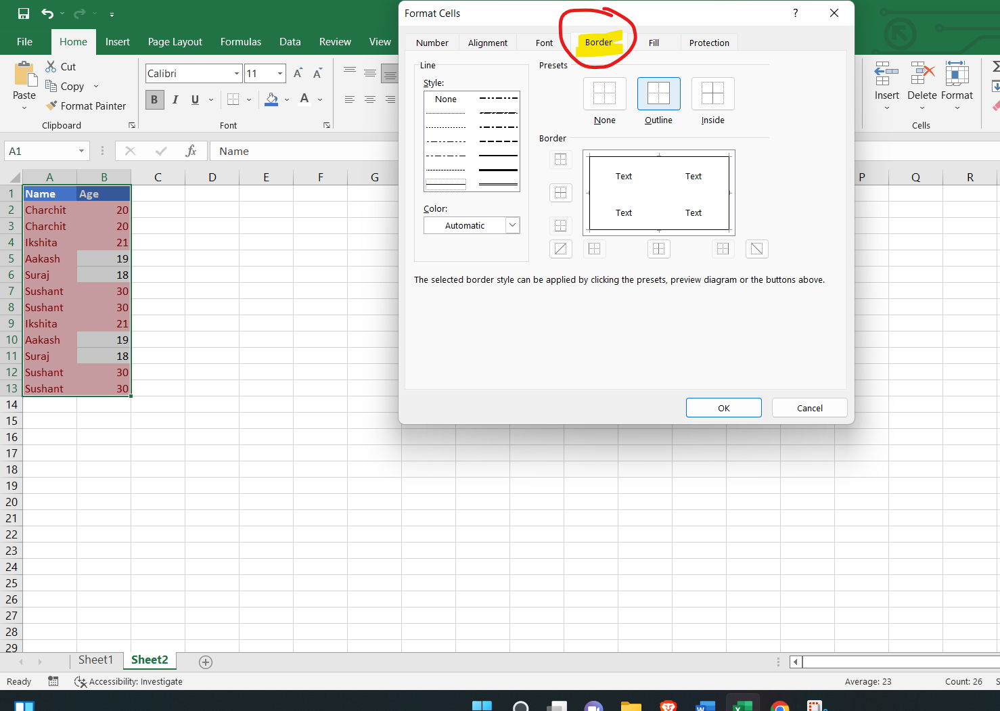 Format Cells
?
File
Home
Insert
Page Layout
Formulas
Data
Review
View
Number
Alignment
Font
Border
Fill
Protection
Paste
Cut
Copy
Format Painter
Clipboard
Calibri
11
A
A
B
I
U
A
Font
Line
Style:
None
Color:
Automatic
Presets
None
Outline
Inside
Border
Text Text
Text Text
The selected border style can be applied by clicking the presets, preview diagram or the buttons above.
OK
Cancel
Insert
Delete
Format
Cells
Σ
A1
fx
Name
A B C D E F G P Q R
1 Name Age
2 Charchit 20
3 Charchit 20
4 Ikshita 21
5 Aakash 19
6 Suraj 18
7 Sushant 30
8 Sushant 30
9 Ikshita 21
10 Aakash 19
11 Suraj 18
12 Sushant 30
13 Sushant 30
14
15
16
17
18
19
20
21
22
23
24
25
26
27
28
29
Sheet1
Sheet2
Ready
Accessibility: Investigate
Average: 23
Count: 26
S